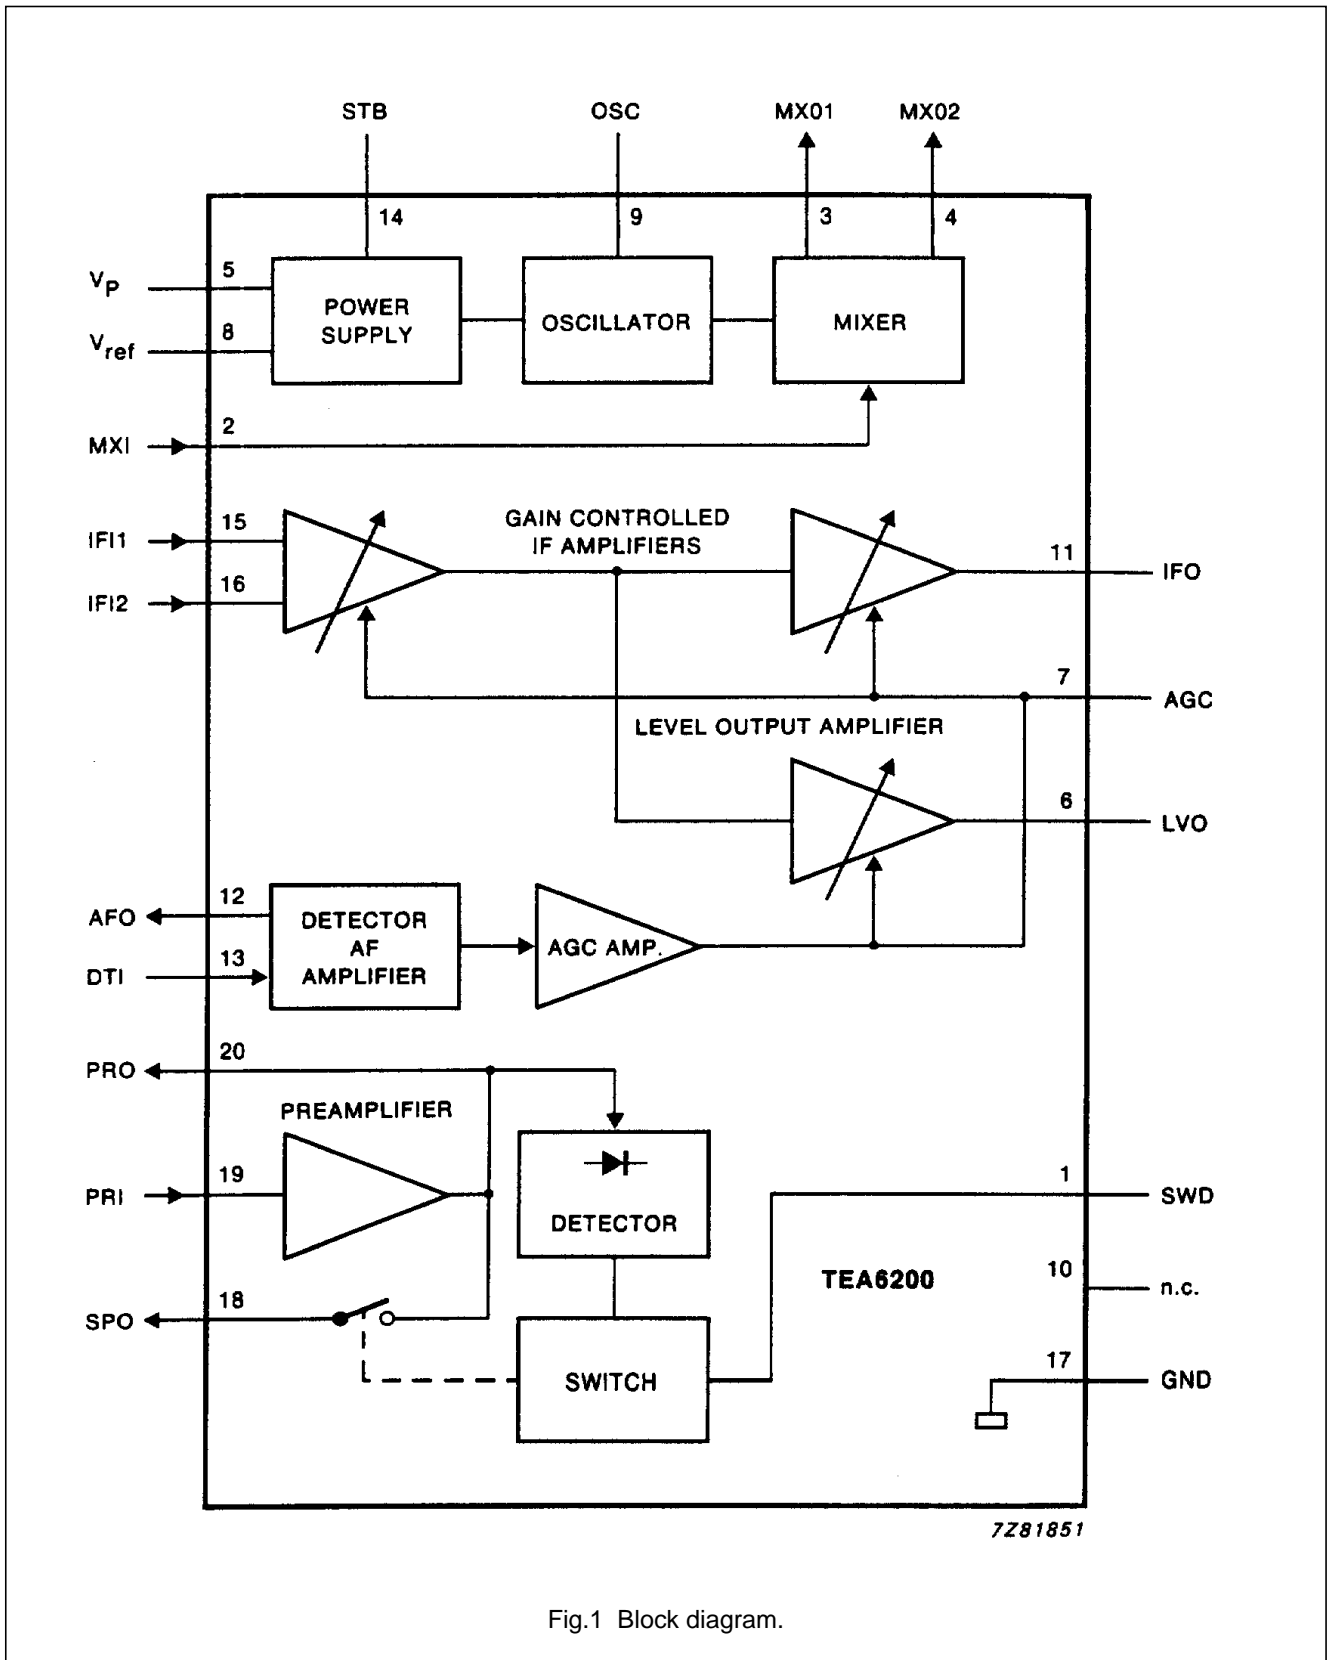 STB OSC MX01 MX02
14 9 3 4
VP 5
POWER SUPPLY
OSCILLATOR
MIXER
Vref 8
MXI 2
IFI1 15
GAIN CONTROLLED
IF AMPLIFIERS
11 IFO
IFI2 16
7 AGC
LEVEL OUTPUT AMPLIFIER
6 LVO
AFO 12
DETECTOR
AF
AMPLIFIER
AGC AMP.
DTI 13
PRO 20
PREAMPLIFIER
PRI 19
DETECTOR
1 SWD
TEA6200
10 n.c.
SPO 18
SWITCH
17 GND
7Z81851
Fig.1 Block diagram.